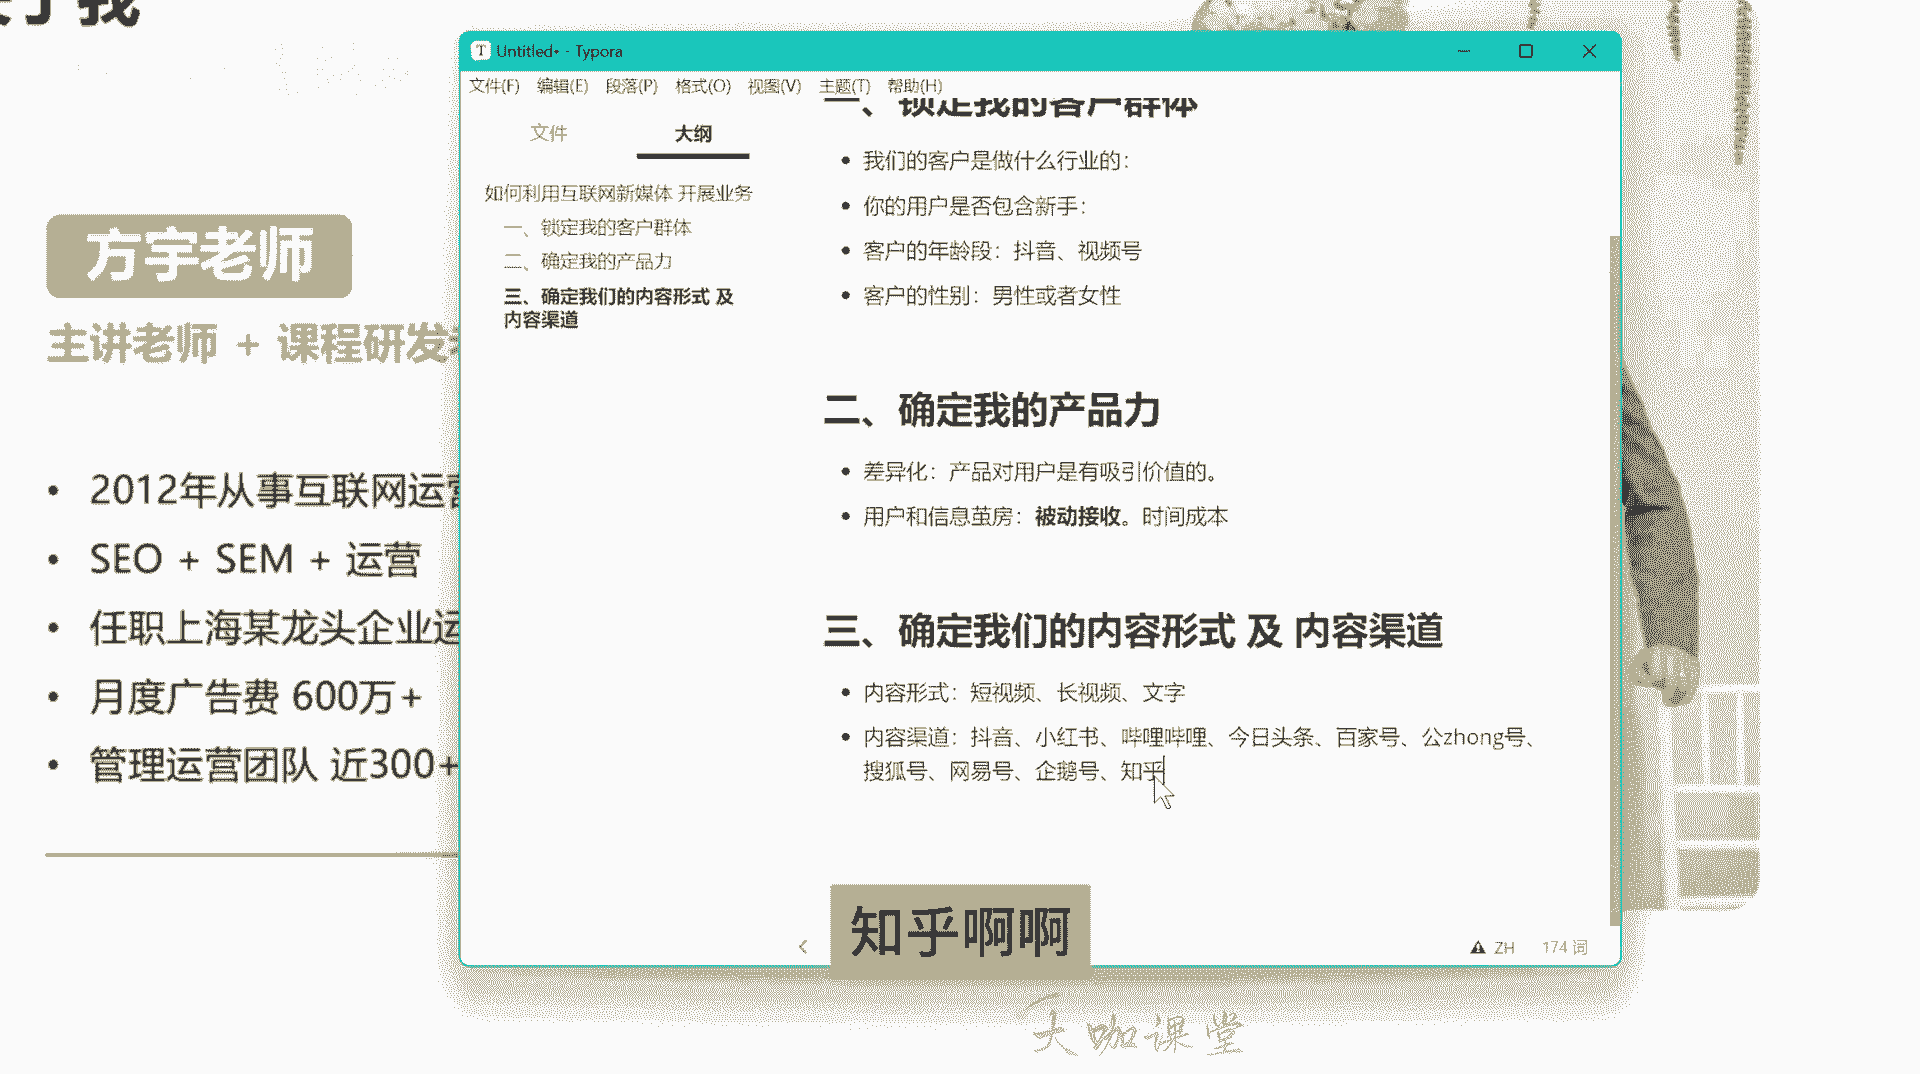 我
Untitled• - Typora
文件(F) 编辑(E) 段落(P) 格式(O) 视图(V) 主题(T) 帮助(H)
文件 大纲
如何利用互联网新媒体 开展业务
一、锁定我的客户群体
二、确定我的产品力
三、确定我们的内容形式 及
内容渠道
方宇老师
主讲老师 + 课程研发
2012年从事互联网运营
SEO + SEM + 运营
任职上海某龙头企业运
月度广告费 600万+
管理运营团队 近300+
一、锁定我的客户群体
我们的客户是做什么行业的：
你的用户是否包含新手：
客户的年龄段：抖音、视频号
客户的性别：男性或者女性
二、确定我的产品力
差异化：产品对用户是有吸引价值的。
用户和信息茧房：被动接收。时间成本
三、确定我们的内容形式 及 内容渠道
内容形式：短视频、长视频、文字
内容渠道：抖音、小红书、哔哩哔哩、今日头条、百家号、公zhong号、
搜狐号、网易号、企鹅号、知乎
ZH 174 词
知乎啊啊
大咖课堂